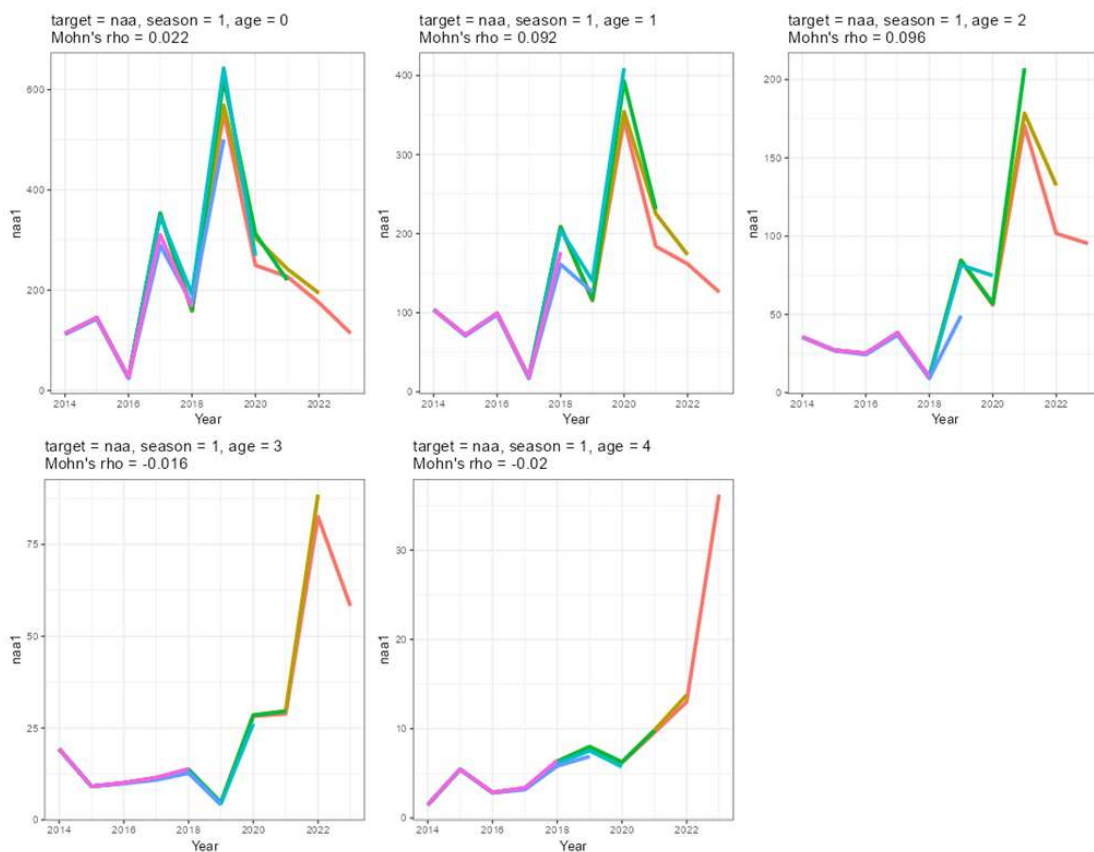 target = naa, season = 1, age = 0
Mohn's rho = 0.022
naa1
600
400
200
0
2014
2016
2018
2020
2022
Year
target = naa, season = 1, age = 1
Mohn's rho = 0.092
naa1
400
300
200
100
0
2014
2016
2018
2020
2022
Year
target = naa, season = 1, age = 2
Mohn's rho = 0.096
naa1
200
150
100
50
0
2014
2016
2018
2020
2022
Year
target = naa, season = 1, age = 3
Mohn's rho = -0.016
naa1
75
50
25
0
2014
2016
2018
2020
2022
Year
target = naa, season = 1, age = 4
Mohn's rho = -0.02
naa1
30
20
10
0
2014
2016
2018
2020
2022
Year